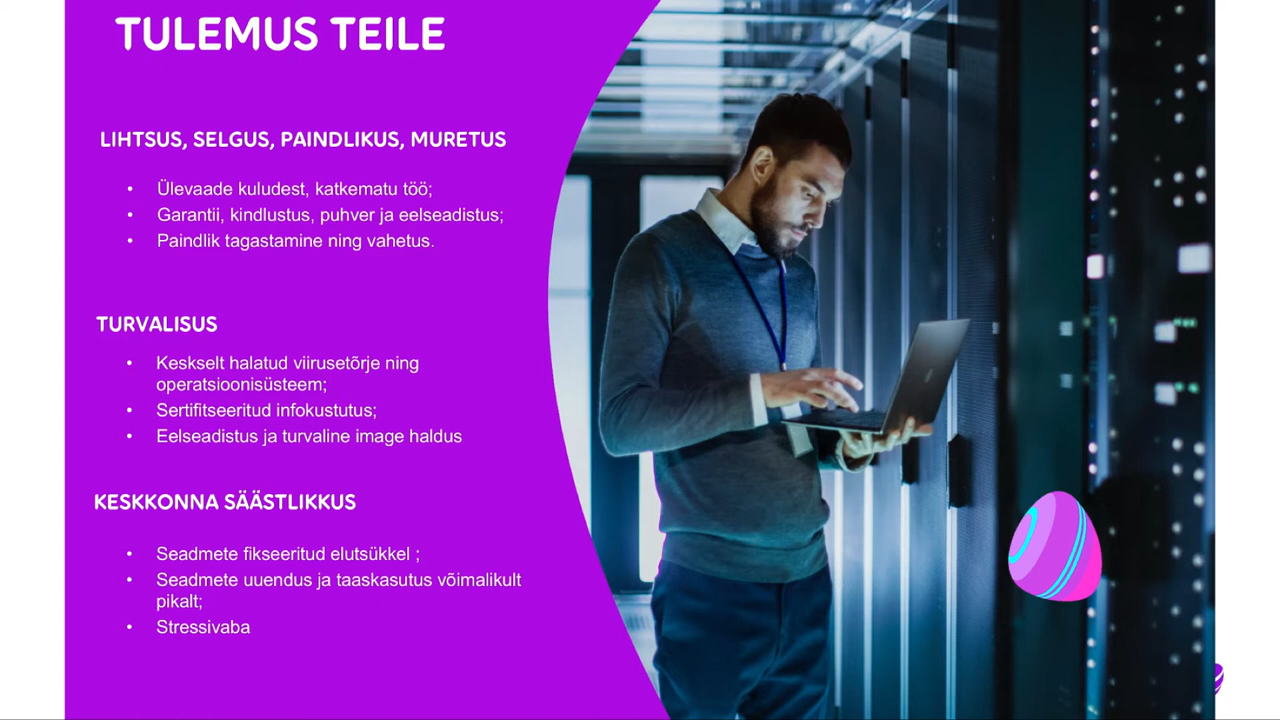 TULEMUS TEILE
LIHTSUS, SELGUS, PAINDLIKUS, MURETUS
• Ülevaade kuludest, katkematu töö;
• Garantii, kindlustus, puhver ja eelseadistus;
• Paindlik tagastamine ning vahetus.
TURVALISUS
• Keskselt halatud viirusetõrje ning
operatsioonisüsteem;
• Sertifitseeritud infokustutus;
• Eelseadistus ja turvaline image haldus
KESKKONNA SÄÄSTLIKKUS
• Seadmete fikseeritud elutsükkel ;
• Seadmete uuendus ja taaskasutus võimalikult
pikalt;
• Stressivaba